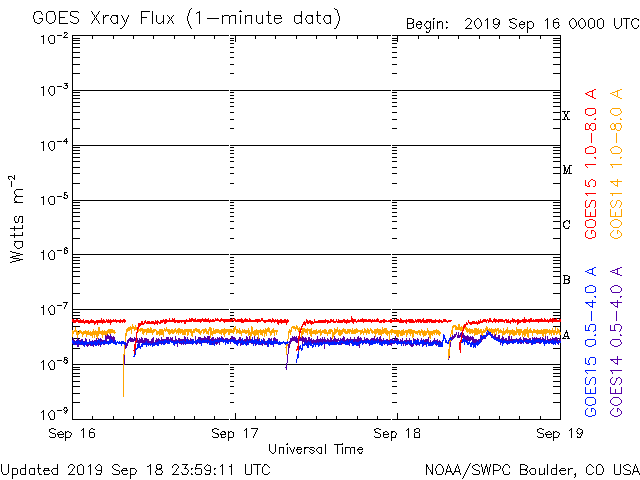 GOES Xray Flux (1-minute data)
Begin: 2019 Sep 16 0000 UTC
Watts m⁻²
10⁻²
10⁻³
10⁻⁴
10⁻⁵
10⁻⁶
10⁻⁷
10⁻⁸
10⁻⁹
X
M
C
B
A
GOES15 1.0-8.0 A
GOES14 1.0-8.0 A
GOES15 0.5-4.0 A
GOES14 0.5-4.0 A
Sep 16
Sep 17
Sep 18
Sep 19
Universal Time
Updated 2019 Sep 18 23:59:11 UTC
NOAA/SWPC Boulder, CO USA